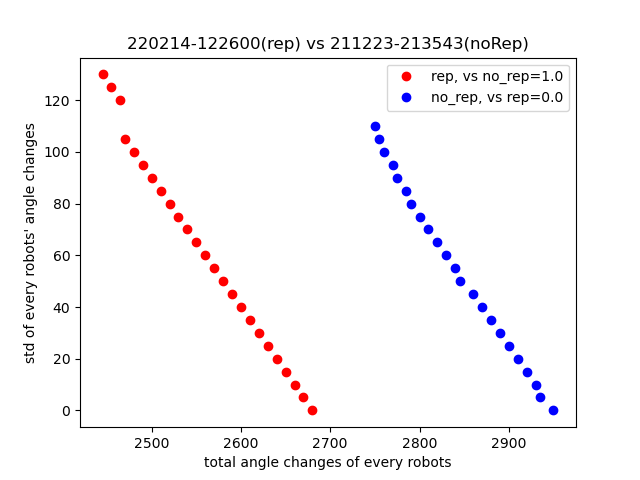 220214-122600(rep) vs 211223-213543(noRep)
rep, vs no_rep=1.0
no_rep, vs rep=0.0
std of every robots' angle changes
120
100
80
60
40
20
0
2500 2600 2700 2800 2900
total angle changes of every robots